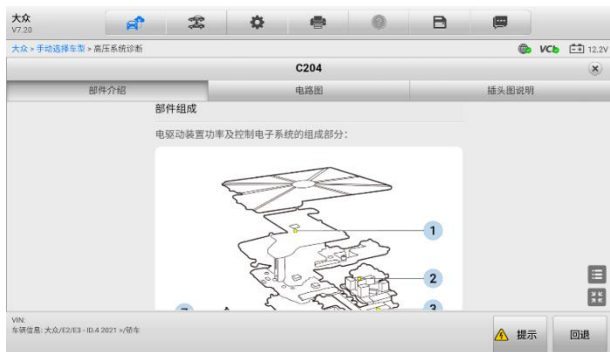 大众
V7.20
大众 > 手动选择车型 > 高压系统诊断
VCb 12.2V
C204
部件介绍 电路图 插头图说明
部件组成
电驱动装置功率及控制电子系统的组成部分：
1
2
3
7
VIN:
车辆信息: 大众/E2/E3 - ID.4 2021 >/轿车
提示 回退